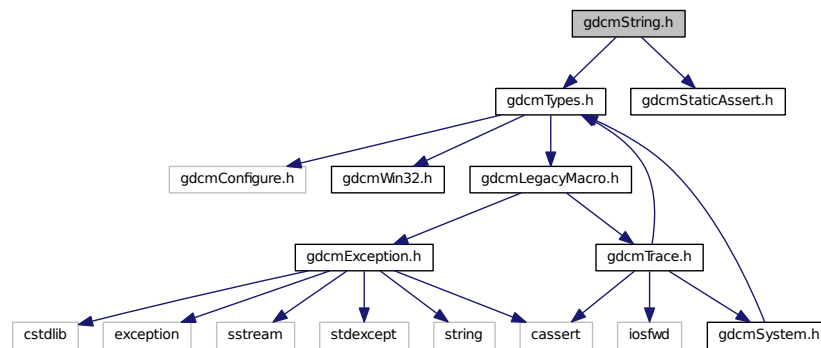 gdcmString.h
gdcmTypes.h
gdcmStaticAssert.h
gdcmConfigure.h
gdcmWin32.h
gdcmLegacyMacro.h
gdcmException.h
gdcmTrace.h
cstdlib
exception
sstream
stdexcept
string
cassert
iosfwd
gdcmSystem.h